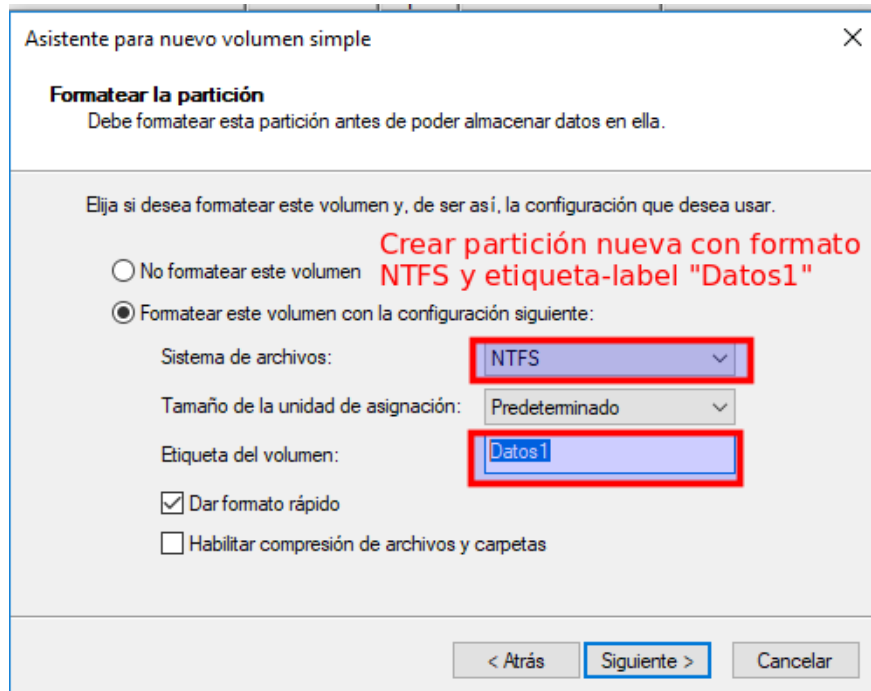 Asistente para nuevo volumen simple
Formatear la partición
Debe formatear esta partición antes de poder almacenar datos en ella.
Elija si desea formatear este volumen y, de ser así, la configuración que desea usar.
Crear partición nueva con formato
NTFS y etiqueta-label "Datos1"
No formatear este volumen
Formatear este volumen con la configuración siguiente:
Sistema de archivos: NTFS
Tamaño de la unidad de asignación: Predeterminado
Etiqueta del volumen: Datos1
Dar formato rápido
Habilitar compresión de archivos y carpetas
< Atrás Siguiente > Cancelar